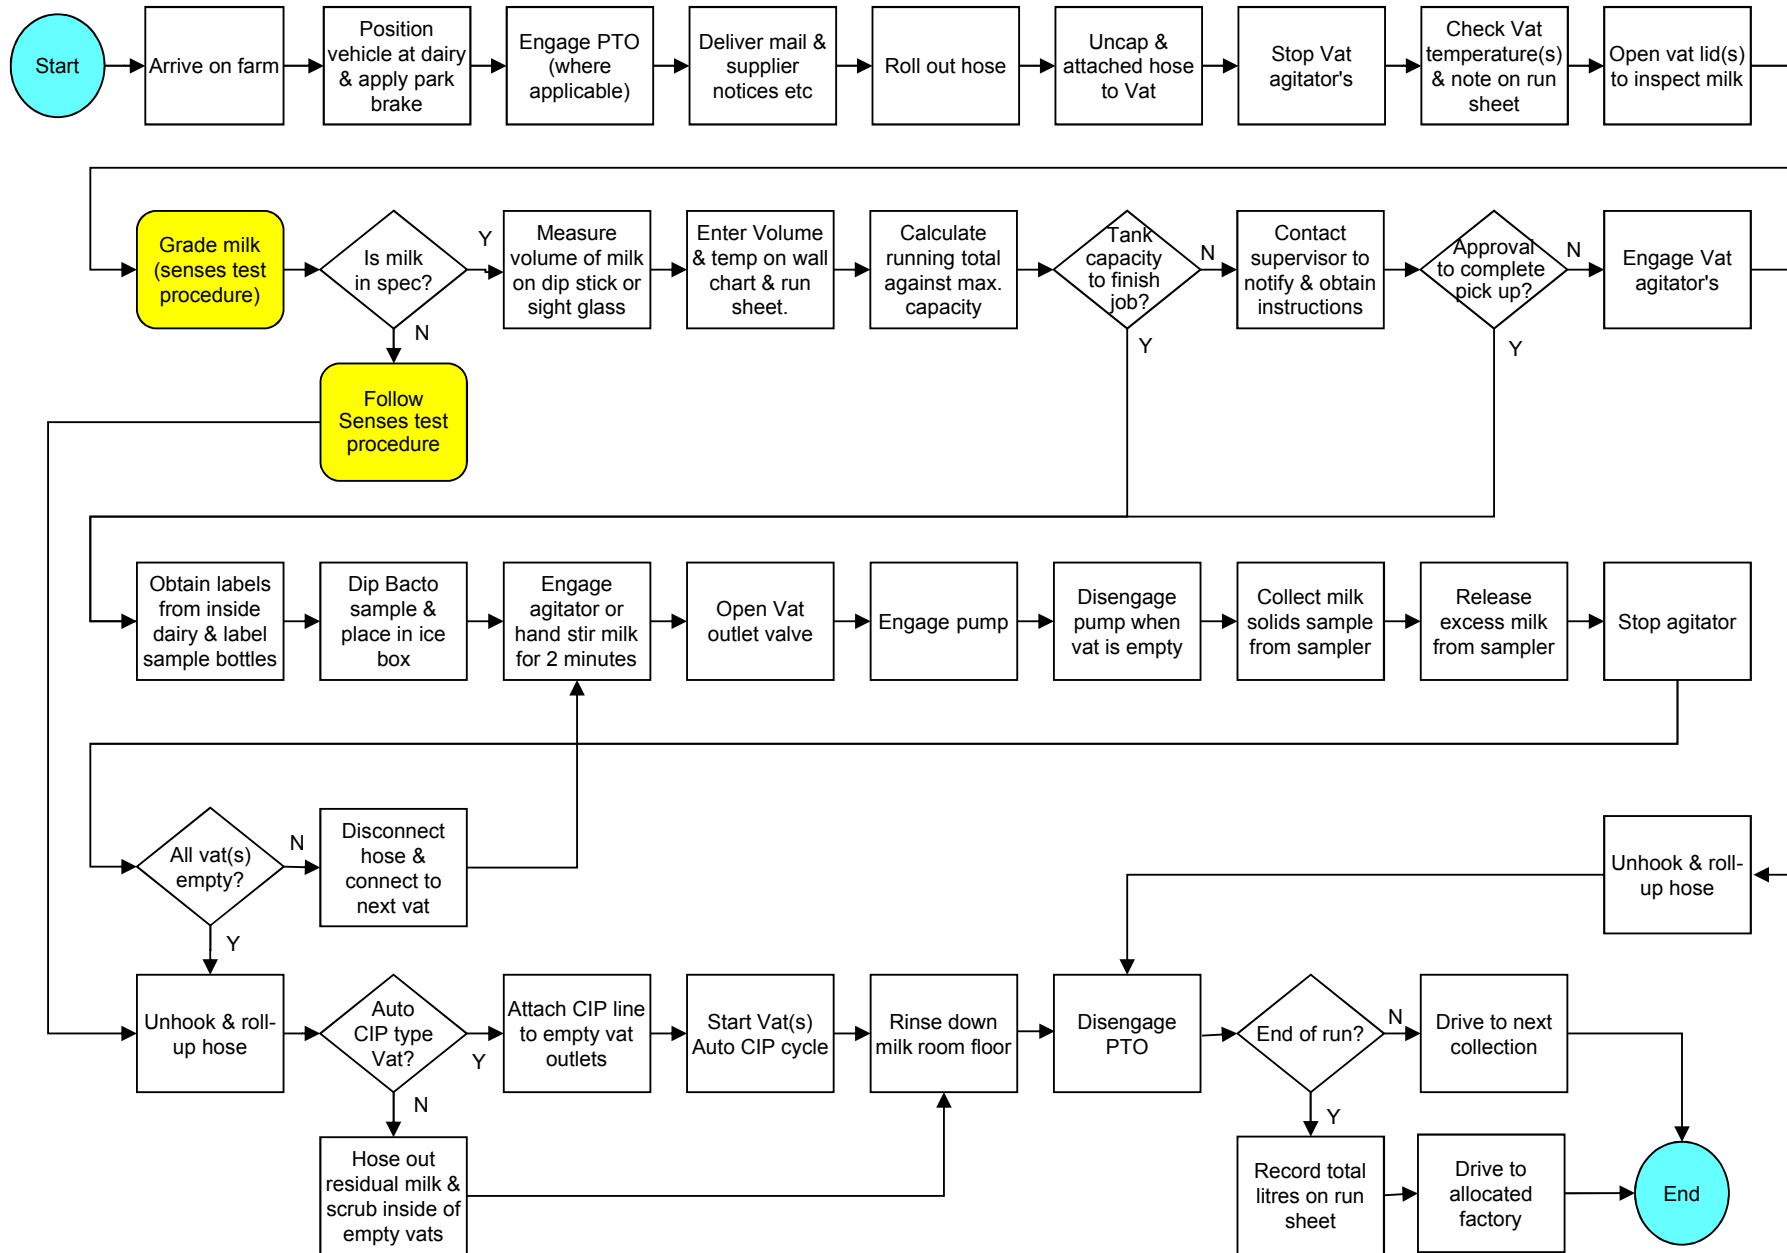 Start
Arrive on farm
Position
vehicle at dairy
& apply park
brake
Engage PTO
(where
applicable)
Deliver mail &
supplier
notices etc
Roll out hose
Uncap &
attached hose
to Vat
Stop Vat
agitator's
Check Vat
temperature(s)
& note on run
sheet
Open vat lid(s)
to inspect milk
Grade milk
(senses test
procedure)
Is milk
in spec?
Y
N
Measure
volume of milk
on dip stick or
sight glass
Enter Volume
& temp on wall
chart & run
sheet.
Calculate
running total
against max.
capacity
Tank
capacity
to finish
job?
N
Y
Contact
supervisor to
notify & obtain
instructions
Approval
to complete
pick up?
N
Y
Engage Vat
agitator's
Follow
Senses test
procedure
Obtain labels
from inside
dairy & label
sample bottles
Dip Bacto
sample &
place in ice
box
Engage
agitator or
hand stir milk
for 2 minutes
Open Vat
outlet valve
Engage pump
Disengage
pump when
vat is empty
Collect milk
solids sample
from sampler
Release
excess milk
from sampler
Stop agitator
All vat(s)
empty?
N
Y
Disconnect
hose &
connect to
next vat
Unhook & roll-
up hose
Unhook & roll-
up hose
Auto
CIP type
Vat?
Y
N
Attach CIP line
to empty vat
outlets
Start Vat(s)
Auto CIP cycle
Rinse down
milk room floor
Disengage
PTO
End of run?
N
Y
Drive to next
collection
Hose out
residual milk &
scrub inside of
empty vats
Record total
litres on run
sheet
Drive to
allocated
factory
End